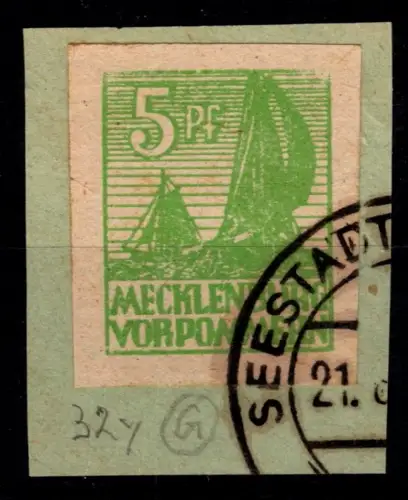 5 Pf
MECKLENBURG
VORPOMMERN
SEESTADT
21.
32y G